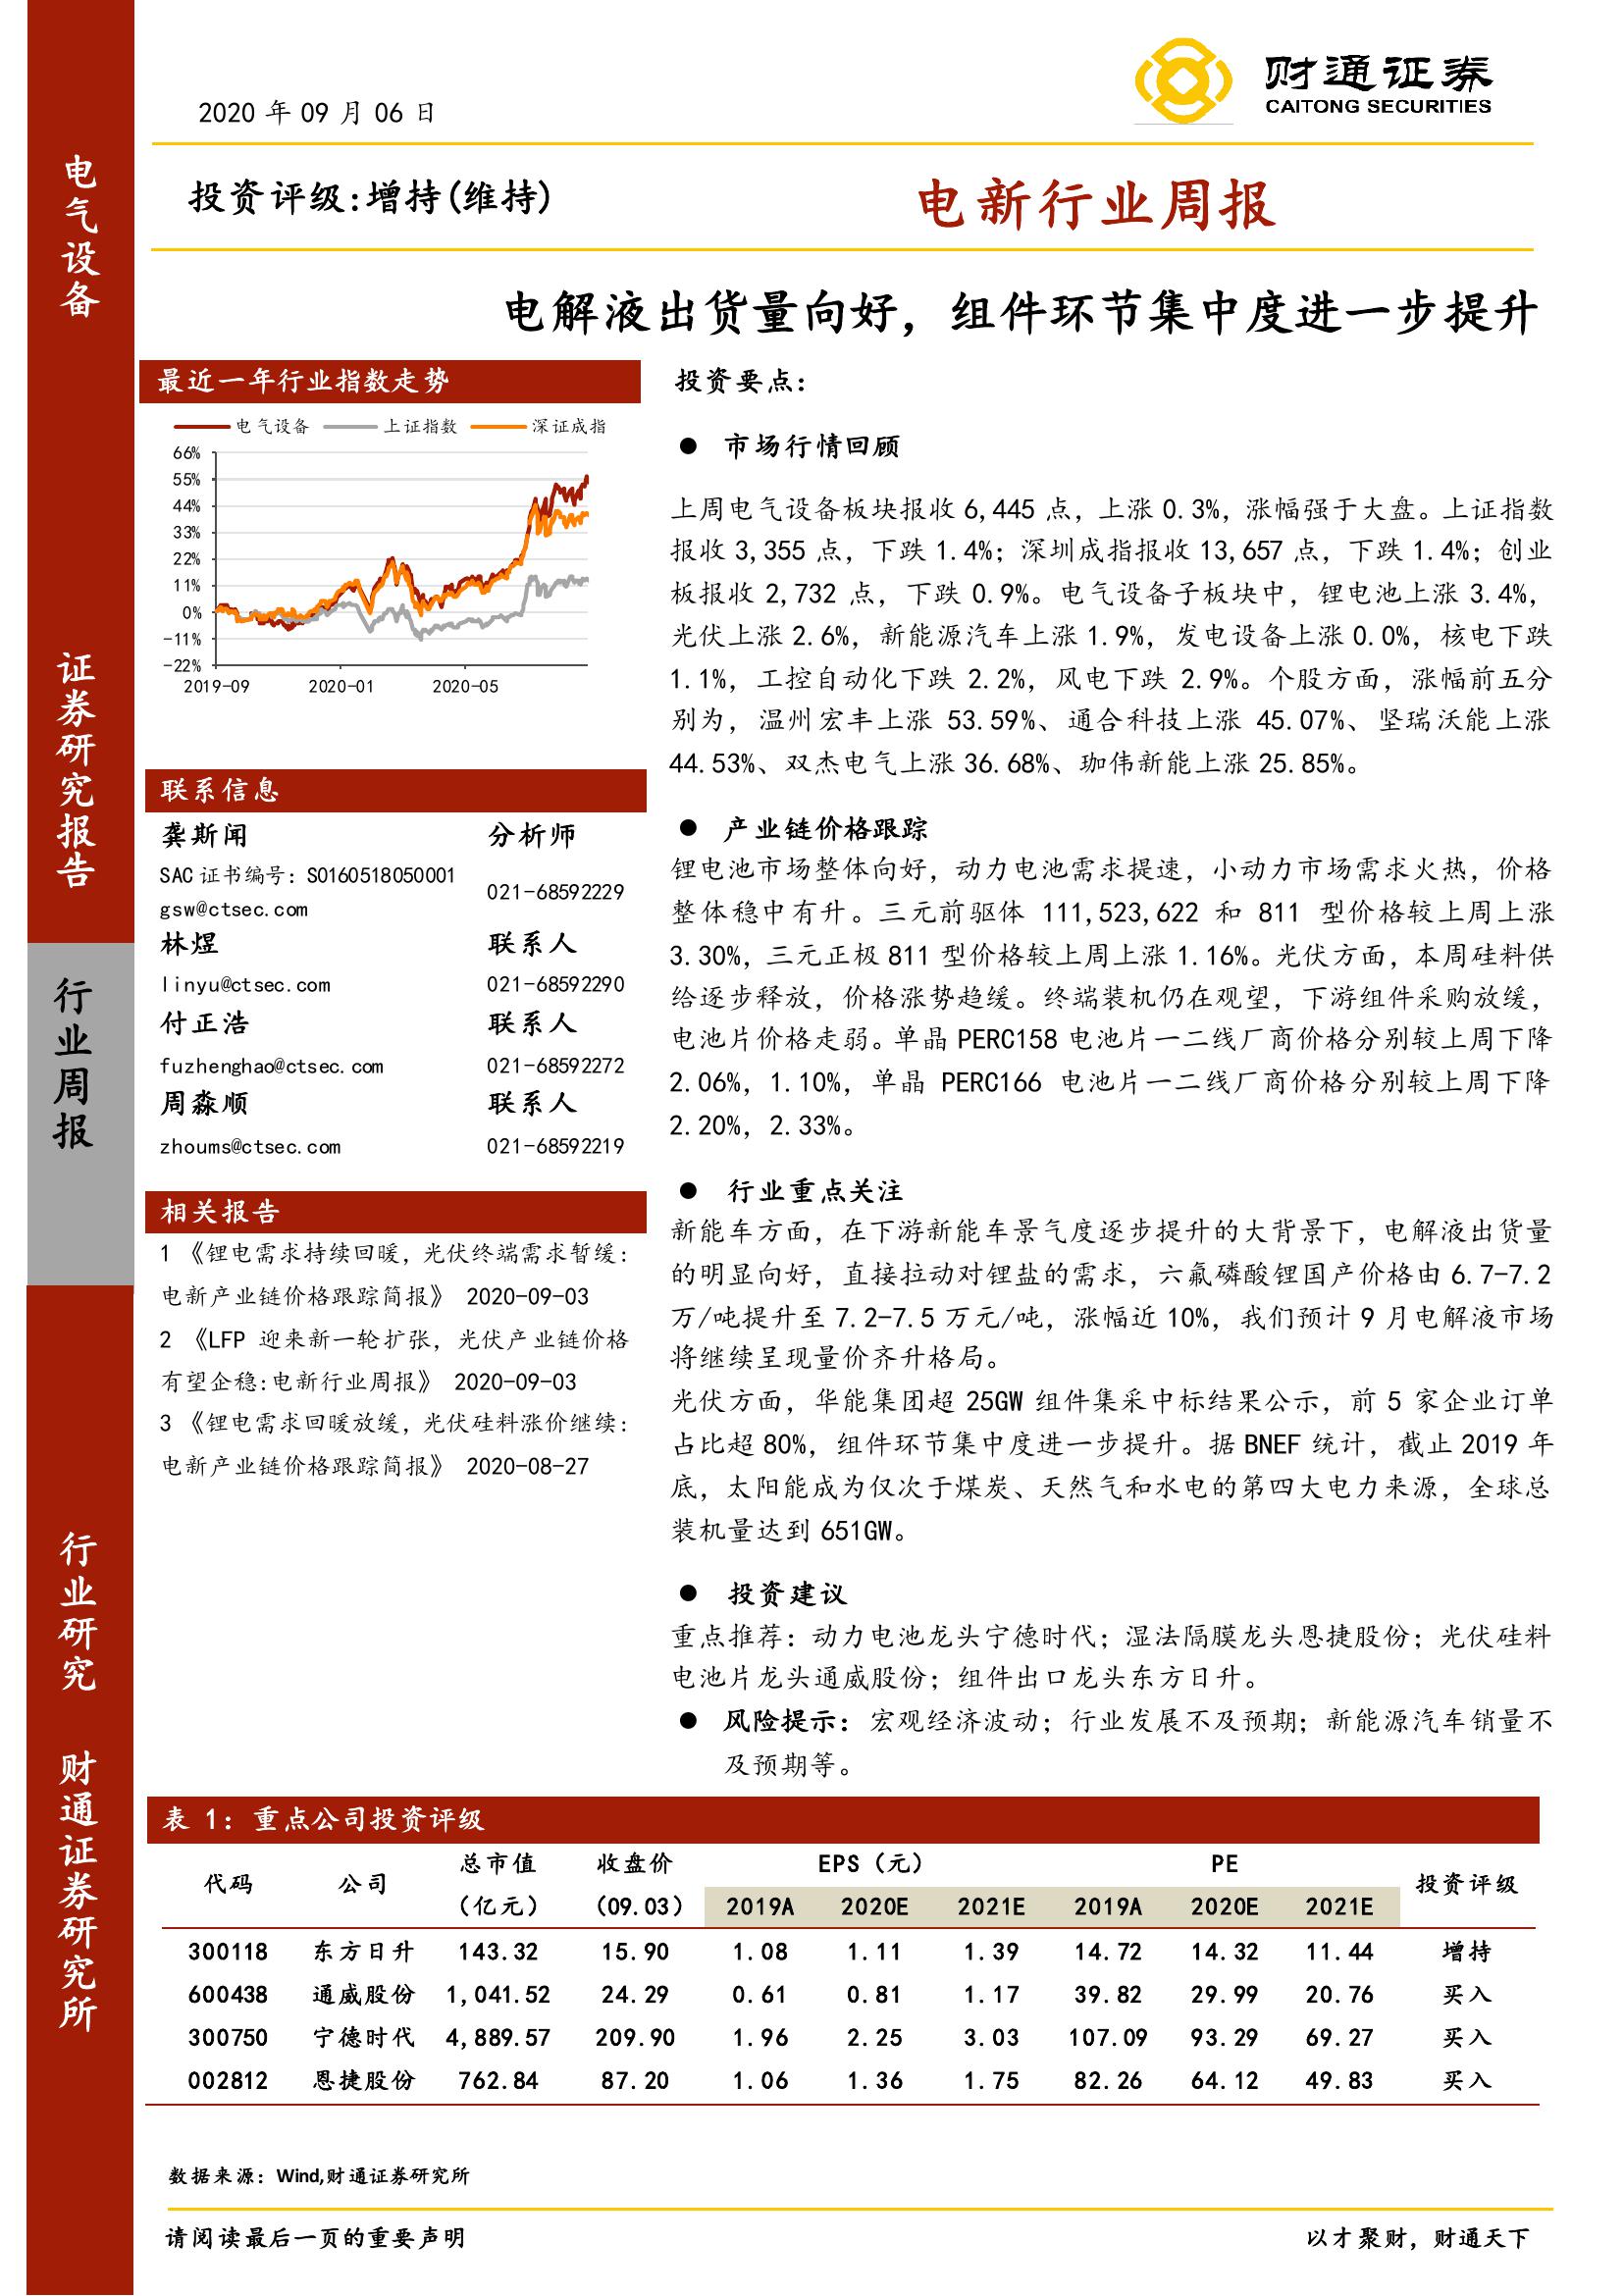 财通证券
CAITONG SECURITIES
2020 年 09 月 06 日
投资评级:增持(维持)
电新行业周报
电解液出货量向好，组件环节集中度进一步提升
电气设备
证券研究报告
行业周报
行业研究
财通证券研究所
最近一年行业指数走势
电气设备 上证指数 深证成指
66%
55%
44%
33%
22%
11%
0%
-11%
-22%
2019-09 2020-01 2020-05
联系信息
龚斯闻 分析师
SAC 证书编号：S0160518050001
021-68592229
gsw@ctsec.com
林煜 联系人
linyu@ctsec.com 021-68592290
付正浩 联系人
fuzhenghao@ctsec.com 021-68592272
周淼顺 联系人
zhoums@ctsec.com 021-68592219
相关报告
1 《锂电需求持续回暖，光伏终端需求暂缓：
电新产业链价格跟踪简报》 2020-09-03
2 《LFP 迎来新一轮扩张，光伏产业链价格
有望企稳:电新行业周报》 2020-09-03
3 《锂电需求回暖放缓，光伏硅料涨价继续：
电新产业链价格跟踪简报》 2020-08-27
投资要点：
● 市场行情回顾
上周电气设备板块报收 6,445 点，上涨 0.3%，涨幅强于大盘。上证指数
报收 3,355 点，下跌 1.4%；深圳成指报收 13,657 点，下跌 1.4%；创业
板报收 2,732 点，下跌 0.9%。电气设备子板块中，锂电池上涨 3.4%，
光伏上涨 2.6%，新能源汽车上涨 1.9%，发电设备上涨 0.0%，核电下跌
1.1%，工控自动化下跌 2.2%，风电下跌 2.9%。个股方面，涨幅前五分
别为，温州宏丰上涨 53.59%、通合科技上涨 45.07%、坚瑞沃能上涨
44.53%、双杰电气上涨 36.68%、珈伟新能上涨 25.85%。
● 产业链价格跟踪
锂电池市场整体向好，动力电池需求提速，小动力市场需求火热，价格
整体稳中有升。三元前驱体 111,523,622 和 811 型价格较上周上涨
3.30%，三元正极 811 型价格较上周上涨 1.16%。光伏方面，本周硅料供
给逐步释放，价格涨势趋缓。终端装机仍在观望，下游组件采购放缓，
电池片价格走弱。单晶 PERC158 电池片一二线厂商价格分别较上周下降
2.06%，1.10%，单晶 PERC166 电池片一二线厂商价格分别较上周下降
2.20%，2.33%。
● 行业重点关注
新能车方面，在下游新能车景气度逐步提升的大背景下，电解液出货量
的明显向好，直接拉动对锂盐的需求，六氟磷酸锂国产价格由 6.7-7.2
万/吨提升至 7.2-7.5 万元/吨，涨幅近 10%，我们预计 9 月电解液市场
将继续呈现量价齐升格局。
光伏方面，华能集团超 25GW 组件集采中标结果公示，前 5 家企业订单
占比超 80%，组件环节集中度进一步提升。据 BNEF 统计，截止 2019 年
底，太阳能成为仅次于煤炭、天然气和水电的第四大电力来源，全球总
装机量达到 651GW。
● 投资建议
重点推荐：动力电池龙头宁德时代；湿法隔膜龙头恩捷股份；光伏硅料
电池片龙头通威股份；组件出口龙头东方日升。
● 风险提示：宏观经济波动；行业发展不及预期；新能源汽车销量不
及预期等。
表 1：重点公司投资评级
代码 公司 总市值（亿元） 收盘价（09.03） EPS（元） PE 投资评级
2019A 2020E 2021E 2019A 2020E 2021E
300118 东方日升 143.32 15.90 1.08 1.11 1.39 14.72 14.32 11.44 增持
600438 通威股份 1,041.52 24.29 0.61 0.81 1.17 39.82 29.99 20.76 买入
300750 宁德时代 4,889.57 209.90 1.96 2.25 3.03 107.09 93.29 69.27 买入
002812 恩捷股份 762.84 87.20 1.06 1.36 1.75 82.26 64.12 49.83 买入
数据来源：Wind,财通证券研究所
请阅读最后一页的重要声明 以才聚财，财通天下